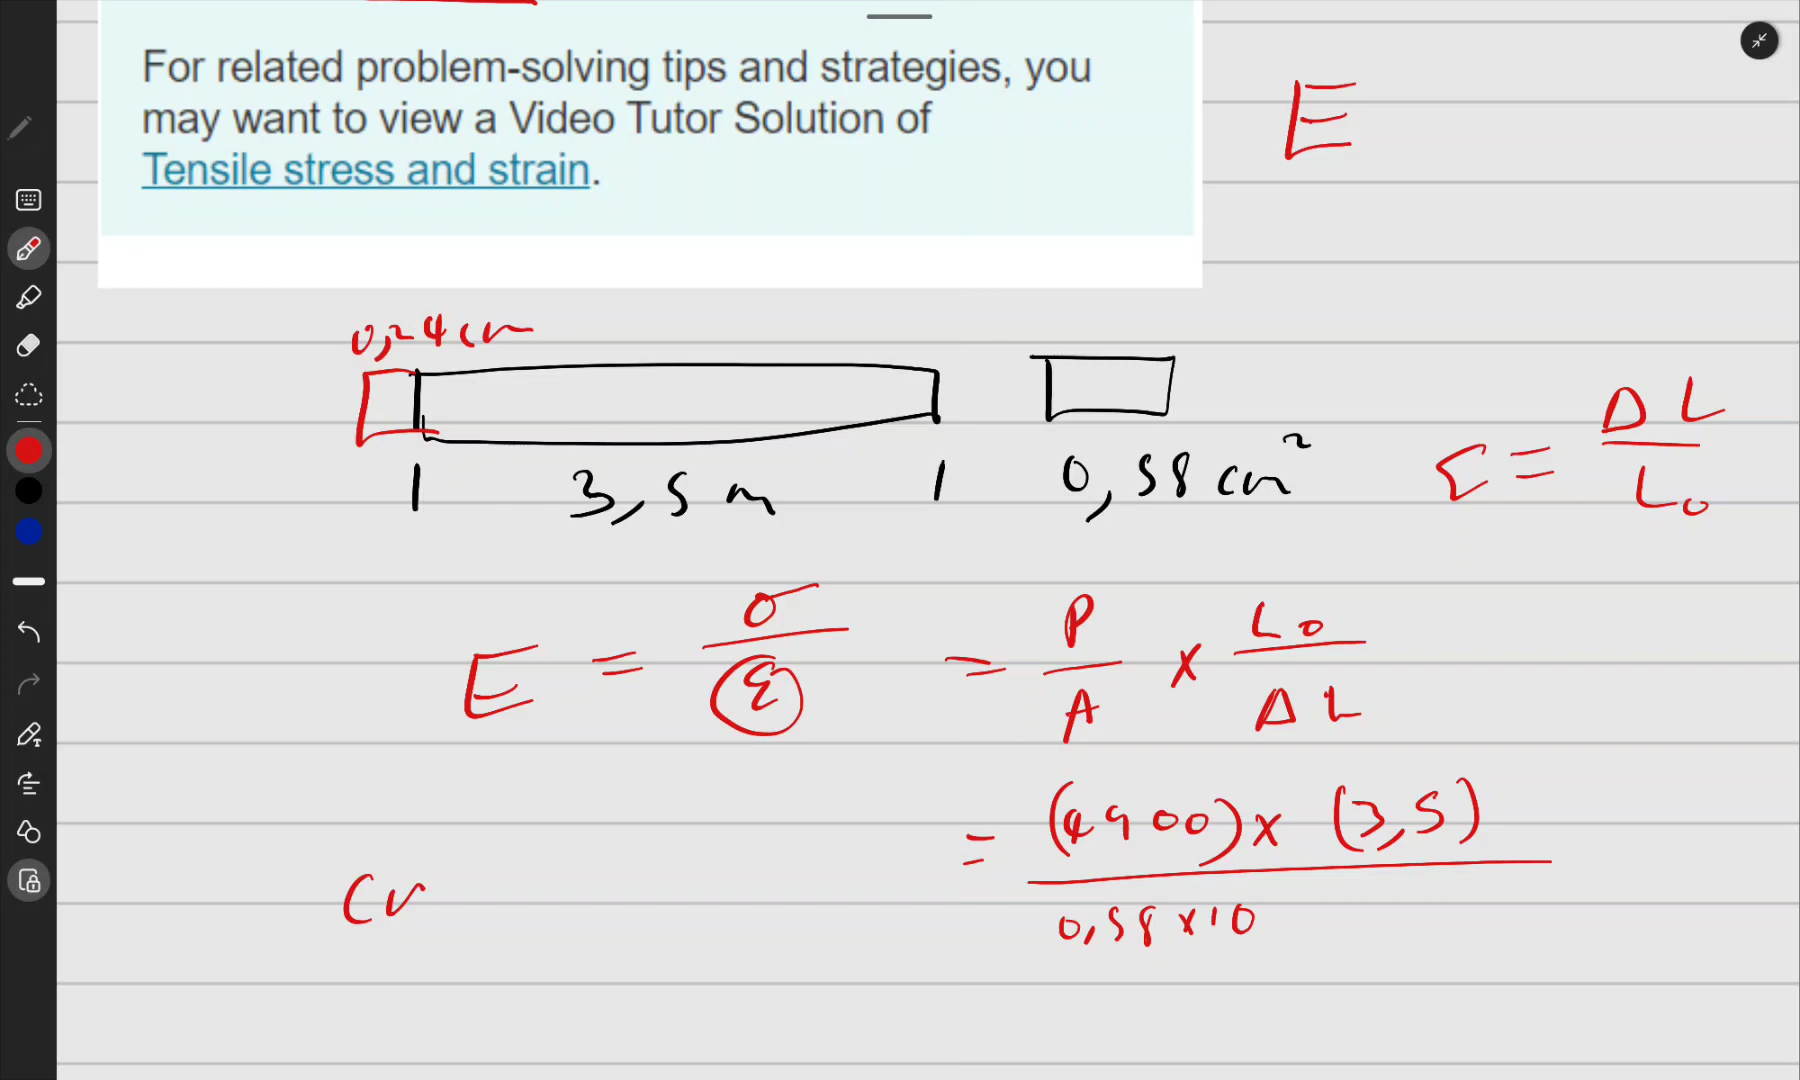 For related problem-solving tips and strategies, you
may want to view a Video Tutor Solution of
Tensile stress and strain.
E
0,24 cm
3,5 m
0,58 cm²
ε = ΔL / L₀
E = σ / ε = P / A × L₀ / ΔL
= (4900) × (3,5)
0,58 × 10